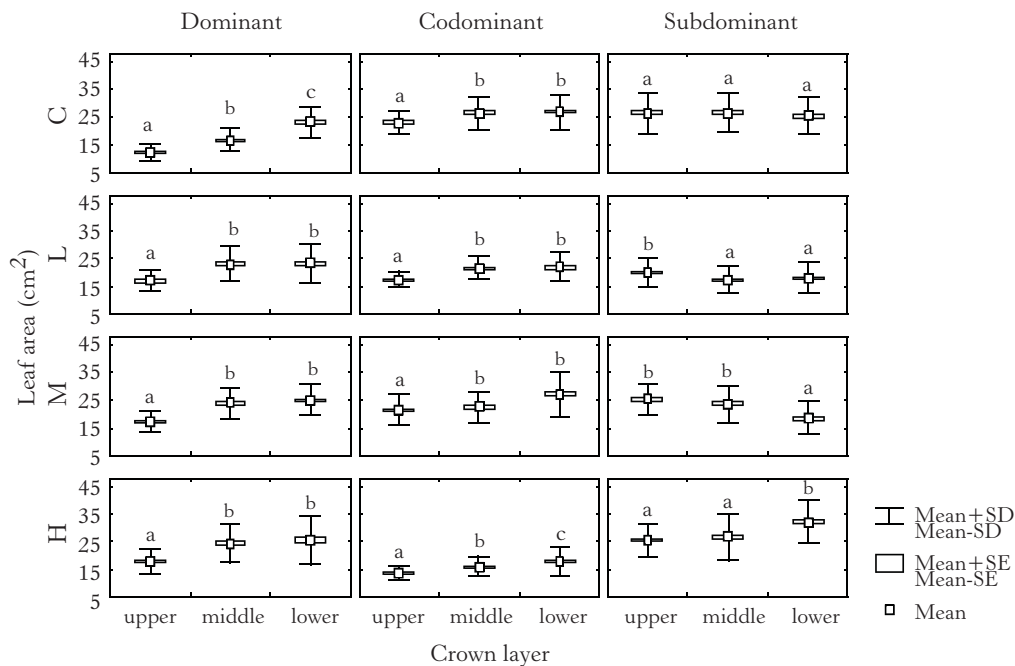 Dominant Codominant Subdominant
Leaf area (cm²)
C
45
35
25
15
5
a b c
a b b
a a a
L
45
35
25
15
5
a b b
a b b
b a a
M
45
35
25
15
5
a b b
a b b
b b a
H
45
35
25
15
5
a b b
a b c
a a b
upper middle lower upper middle lower upper middle lower
Crown layer
Mean+SD
Mean-SD
Mean+SE
Mean-SE
Mean